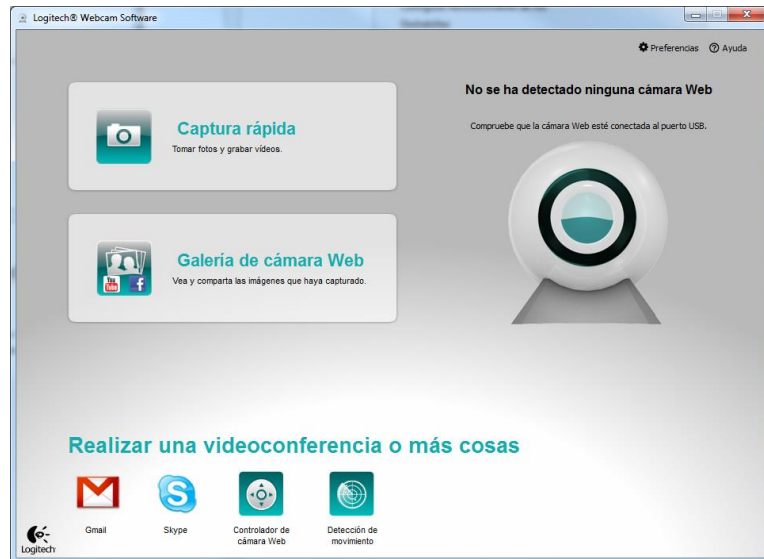 Logitech® Webcam Software
Preferencias
Ayuda
No se ha detectado ninguna cámara Web
Compruebe que la cámara Web esté conectada al puerto USB.
Captura rápida
Tomar fotos y grabar vídeos.
Galería de cámara Web
Vea y comparta las imágenes que haya capturado.
You
Tube
f
Realizar una videoconferencia o más cosas
Gmail
Skype
Controlador de
cámara Web
Detección de
movimiento
Logitech